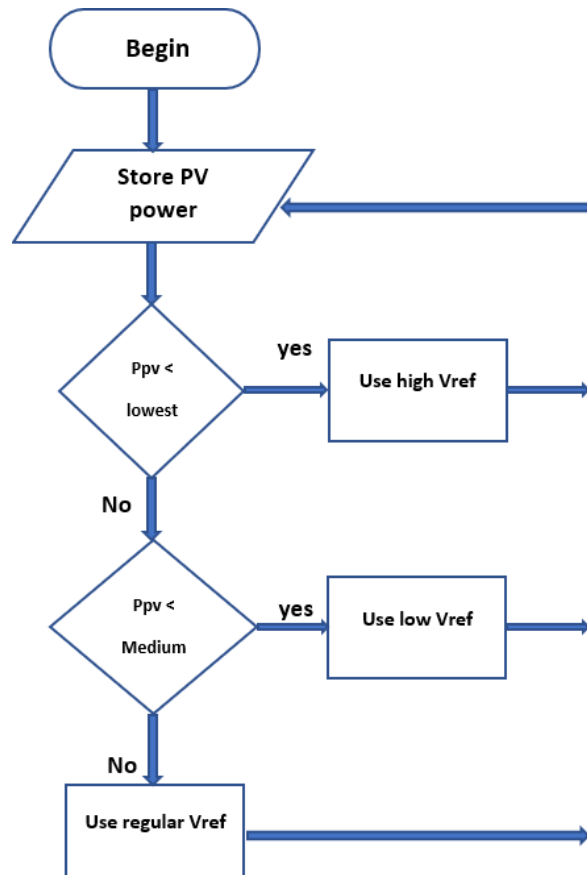 Begin
Store PV
power
Ppv <
lowest
yes
Use high Vref
No
Ppv <
Medium
yes
Use low Vref
No
Use regular Vref